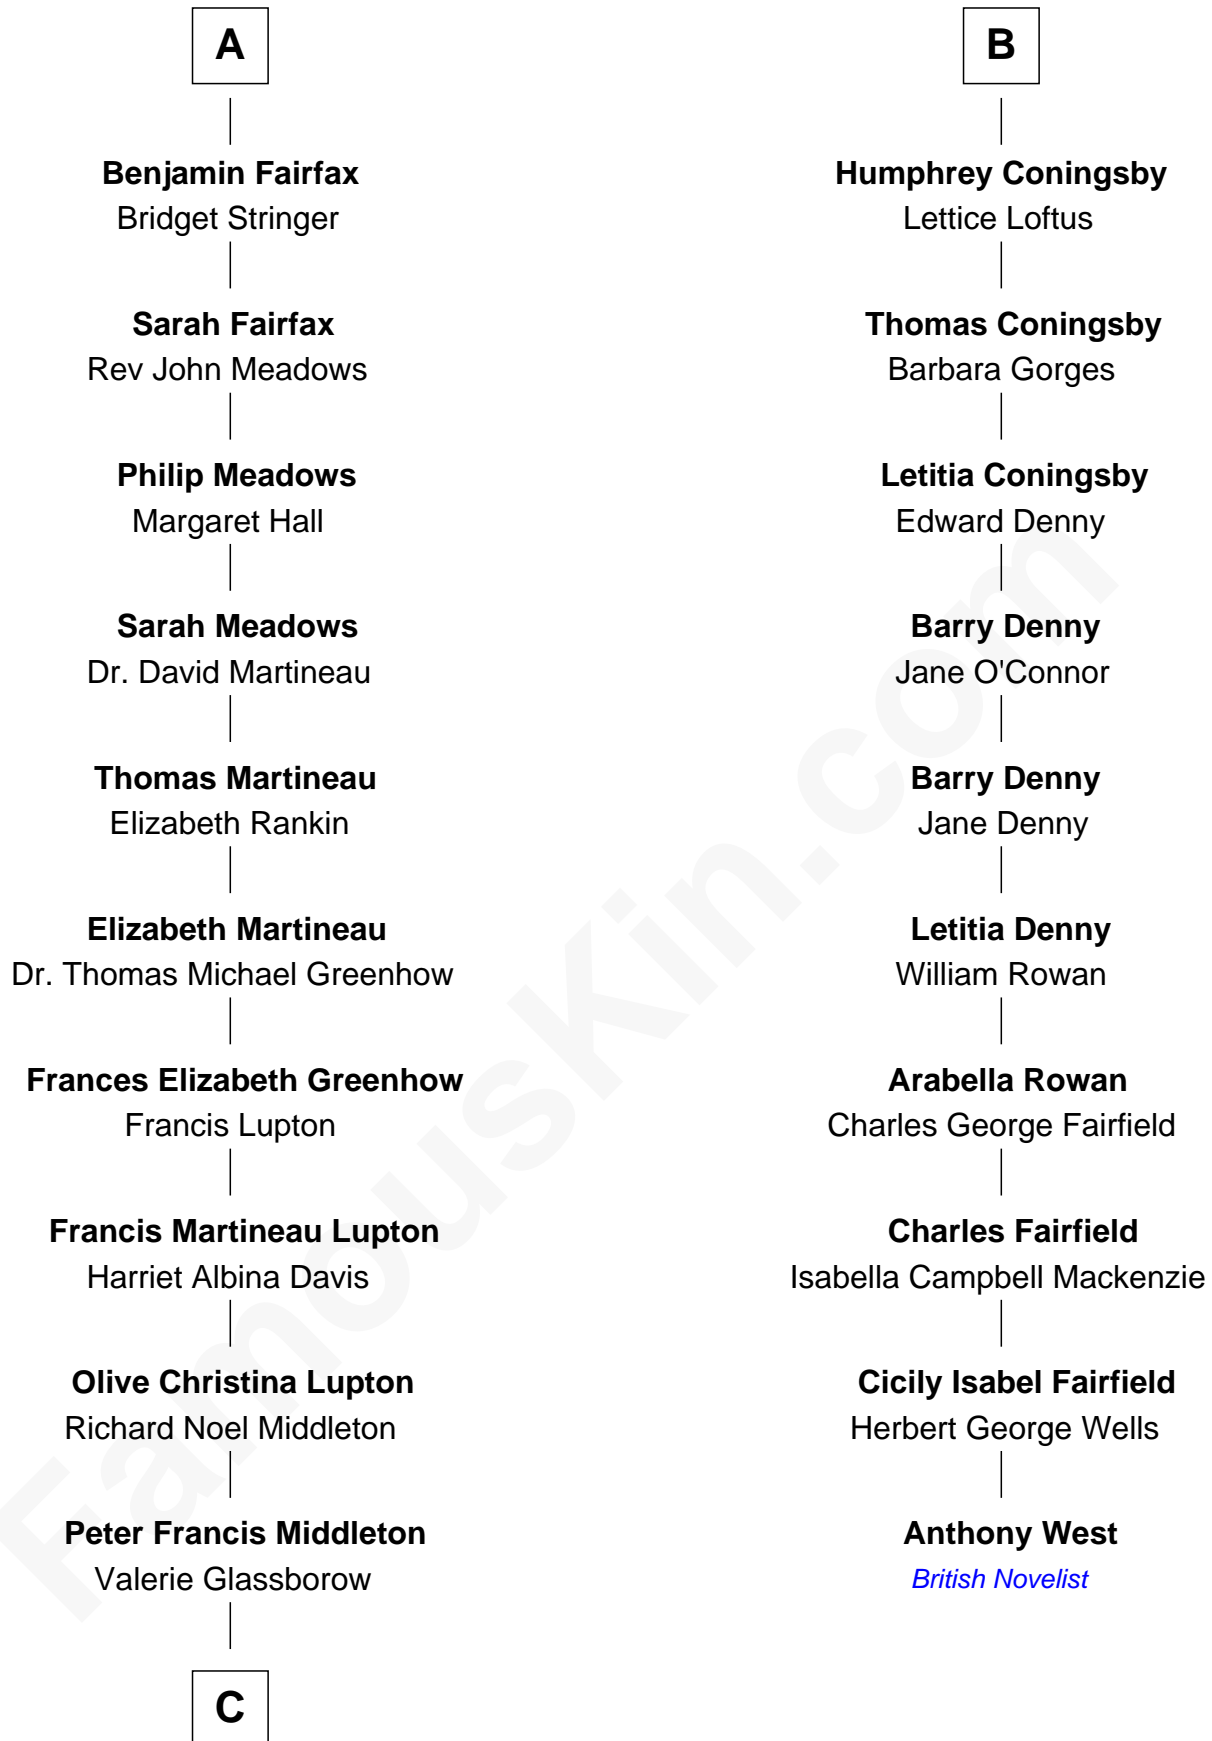 A
Benjamin Fairfax
Bridget Stringer
Sarah Fairfax
Rev John Meadows
Philip Meadows
Margaret Hall
Sarah Meadows
Dr. David Martineau
Thomas Martineau
Elizabeth Rankin
Elizabeth Martineau
Dr. Thomas Michael Greenhow
Frances Elizabeth Greenhow
Francis Lupton
Francis Martineau Lupton
Harriet Albina Davis
Olive Christina Lupton
Richard Noel Middleton
Peter Francis Middleton
Valerie Glassborow
C
B
Humphrey Coningsby
Lettice Loftus
Thomas Coningsby
Barbara Gorges
Letitia Coningsby
Edward Denny
Barry Denny
Jane O'Connor
Barry Denny
Jane Denny
Letitia Denny
William Rowan
Arabella Rowan
Charles George Fairfield
Charles Fairfield
Isabella Campbell Mackenzie
Cicily Isabel Fairfield
Herbert George Wells
Anthony West
British Novelist
FamousKin.com